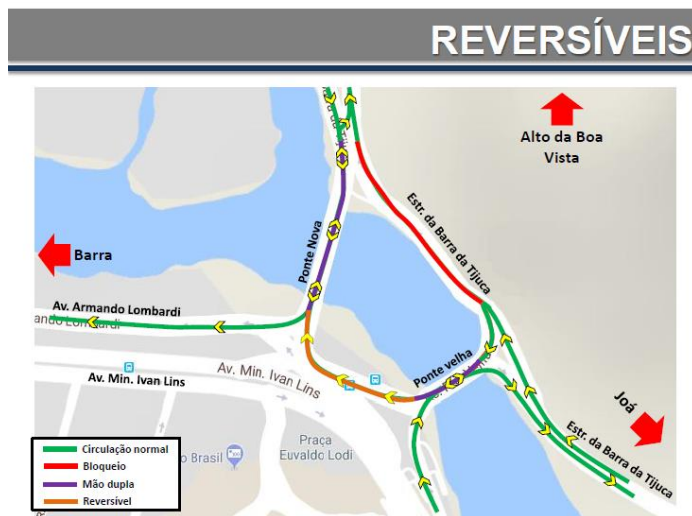 REVERSÍVEIS
Alto da Boa
Vista
Estr. da Barra da Tijuca
Ponte Nova
Barra
Av. Armando Lombardi
Av. Min. Ivan Lins
Av. Min. Ivan Lins
Ponte velha
Joá
Estr. da Barra da Tijuca
Praça
Euvaldo Lodi
o Brasil
Circulação normal
Bloqueio
Mão dupla
Reversível